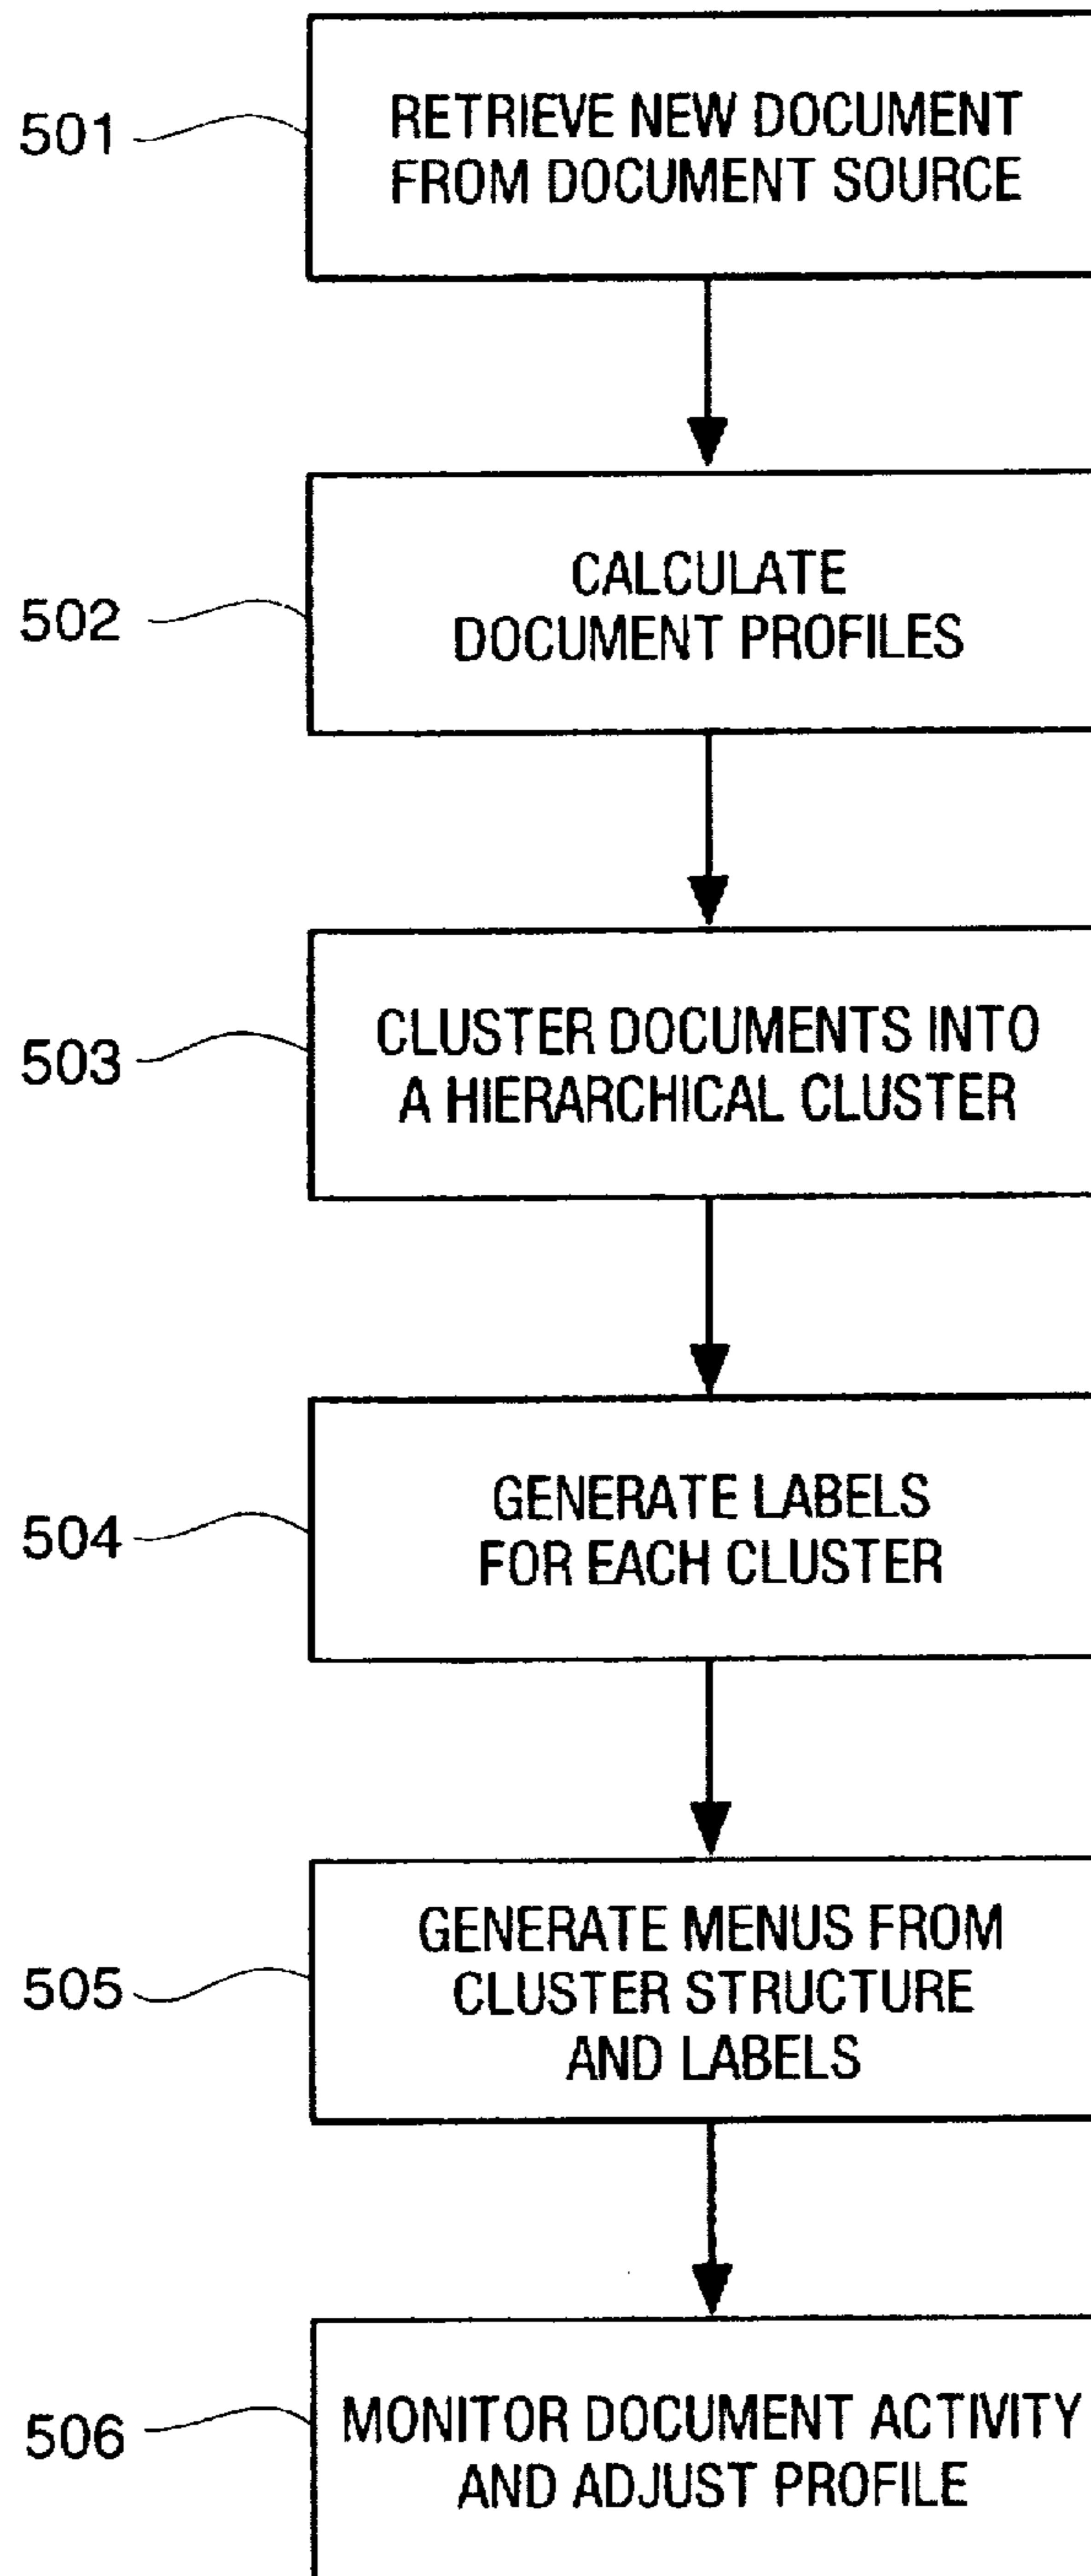 501
RETRIEVE NEW DOCUMENT
FROM DOCUMENT SOURCE
502
CALCULATE
DOCUMENT PROFILES
503
CLUSTER DOCUMENTS INTO
A HIERARCHICAL CLUSTER
504
GENERATE LABELS
FOR EACH CLUSTER
505
GENERATE MENUS FROM
CLUSTER STRUCTURE
AND LABELS
506
MONITOR DOCUMENT ACTIVITY
AND ADJUST PROFILE